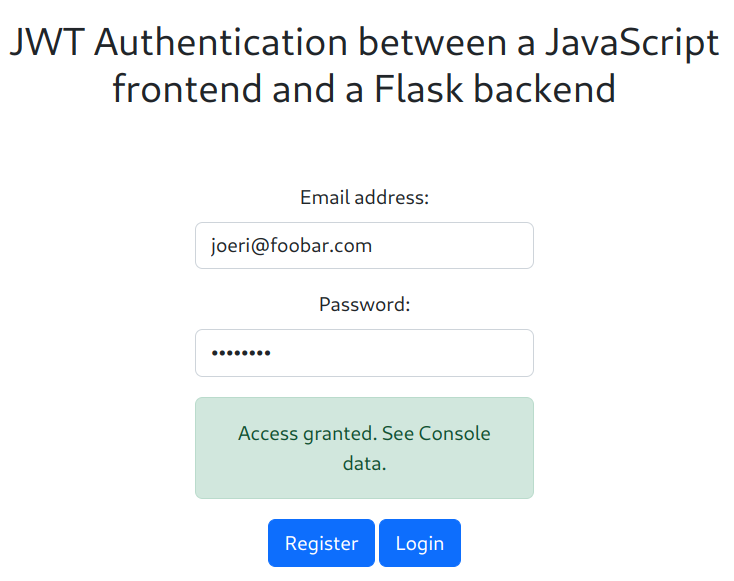 JWT Authentication between a JavaScript
frontend and a Flask backend
Email address:
joeri@foobar.com
Password:
••••••••
Access granted. See Console
data.
Register Login